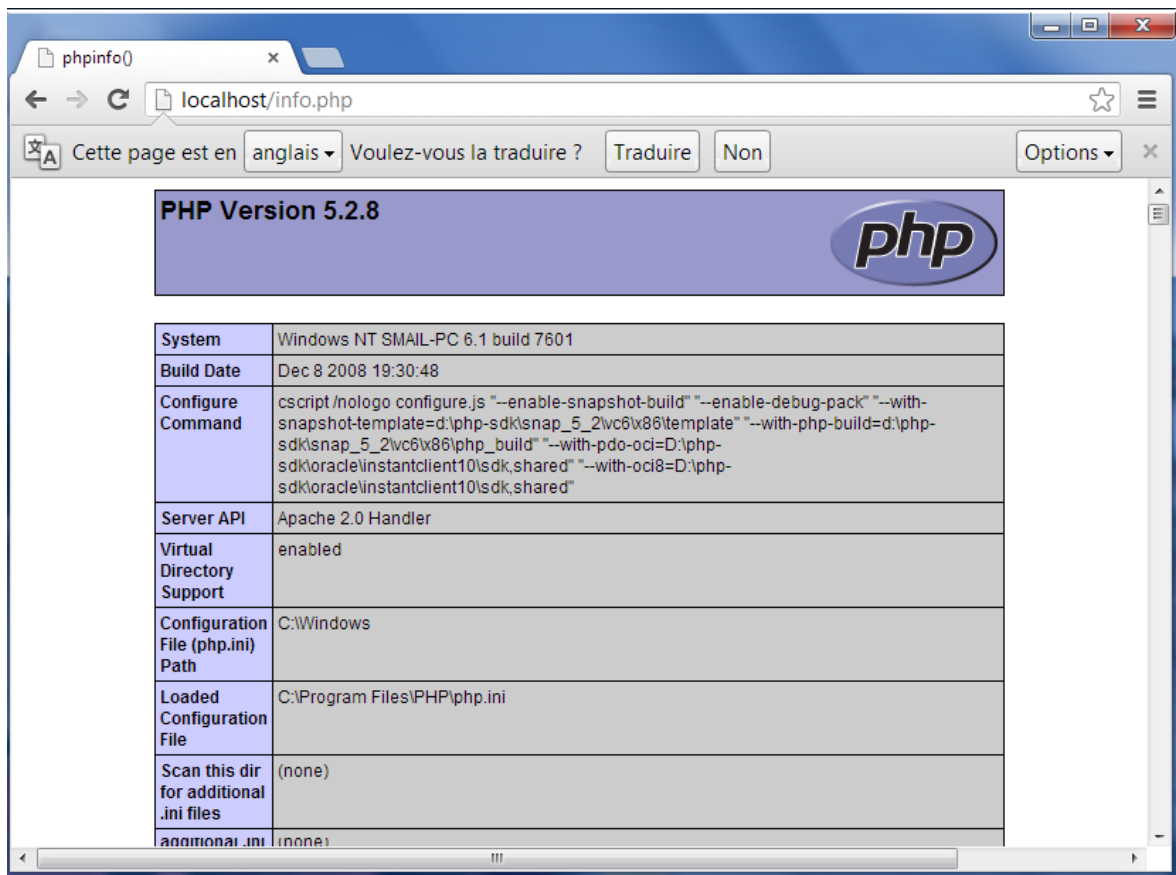 phpinfo()
localhost/info.php
Cette page est en anglais Voulez-vous la traduire ? Traduire Non Options
PHP Version 5.2.8
php
System Windows NT SMAIL-PC 6.1 build 7601
Build Date Dec 8 2008 19:30:48
Configure Command cscript /nologo configure.js "--enable-snapshot-build" "--enable-debug-pack" "--with-
snapshot-template=d:\php-sdk\snap_5_2\vc6\x86\template" "--with-php-build=d:\php-
sdk\snap_5_2\vc6\x86\php_build" "--with-pdo-oci=D:\php-
sdk\oracle\instantclient10\sdk,shared" "--with-oci8=D:\php-
sdk\oracle\instantclient10\sdk,shared"
Server API Apache 2.0 Handler
Virtual enabled
Directory
Support
Configuration C:\Windows
File (php.ini)
Path
Loaded C:\Program Files\PHP\php.ini
Configuration
File
Scan this dir (none)
for additional
.ini files
additional .ini (none)